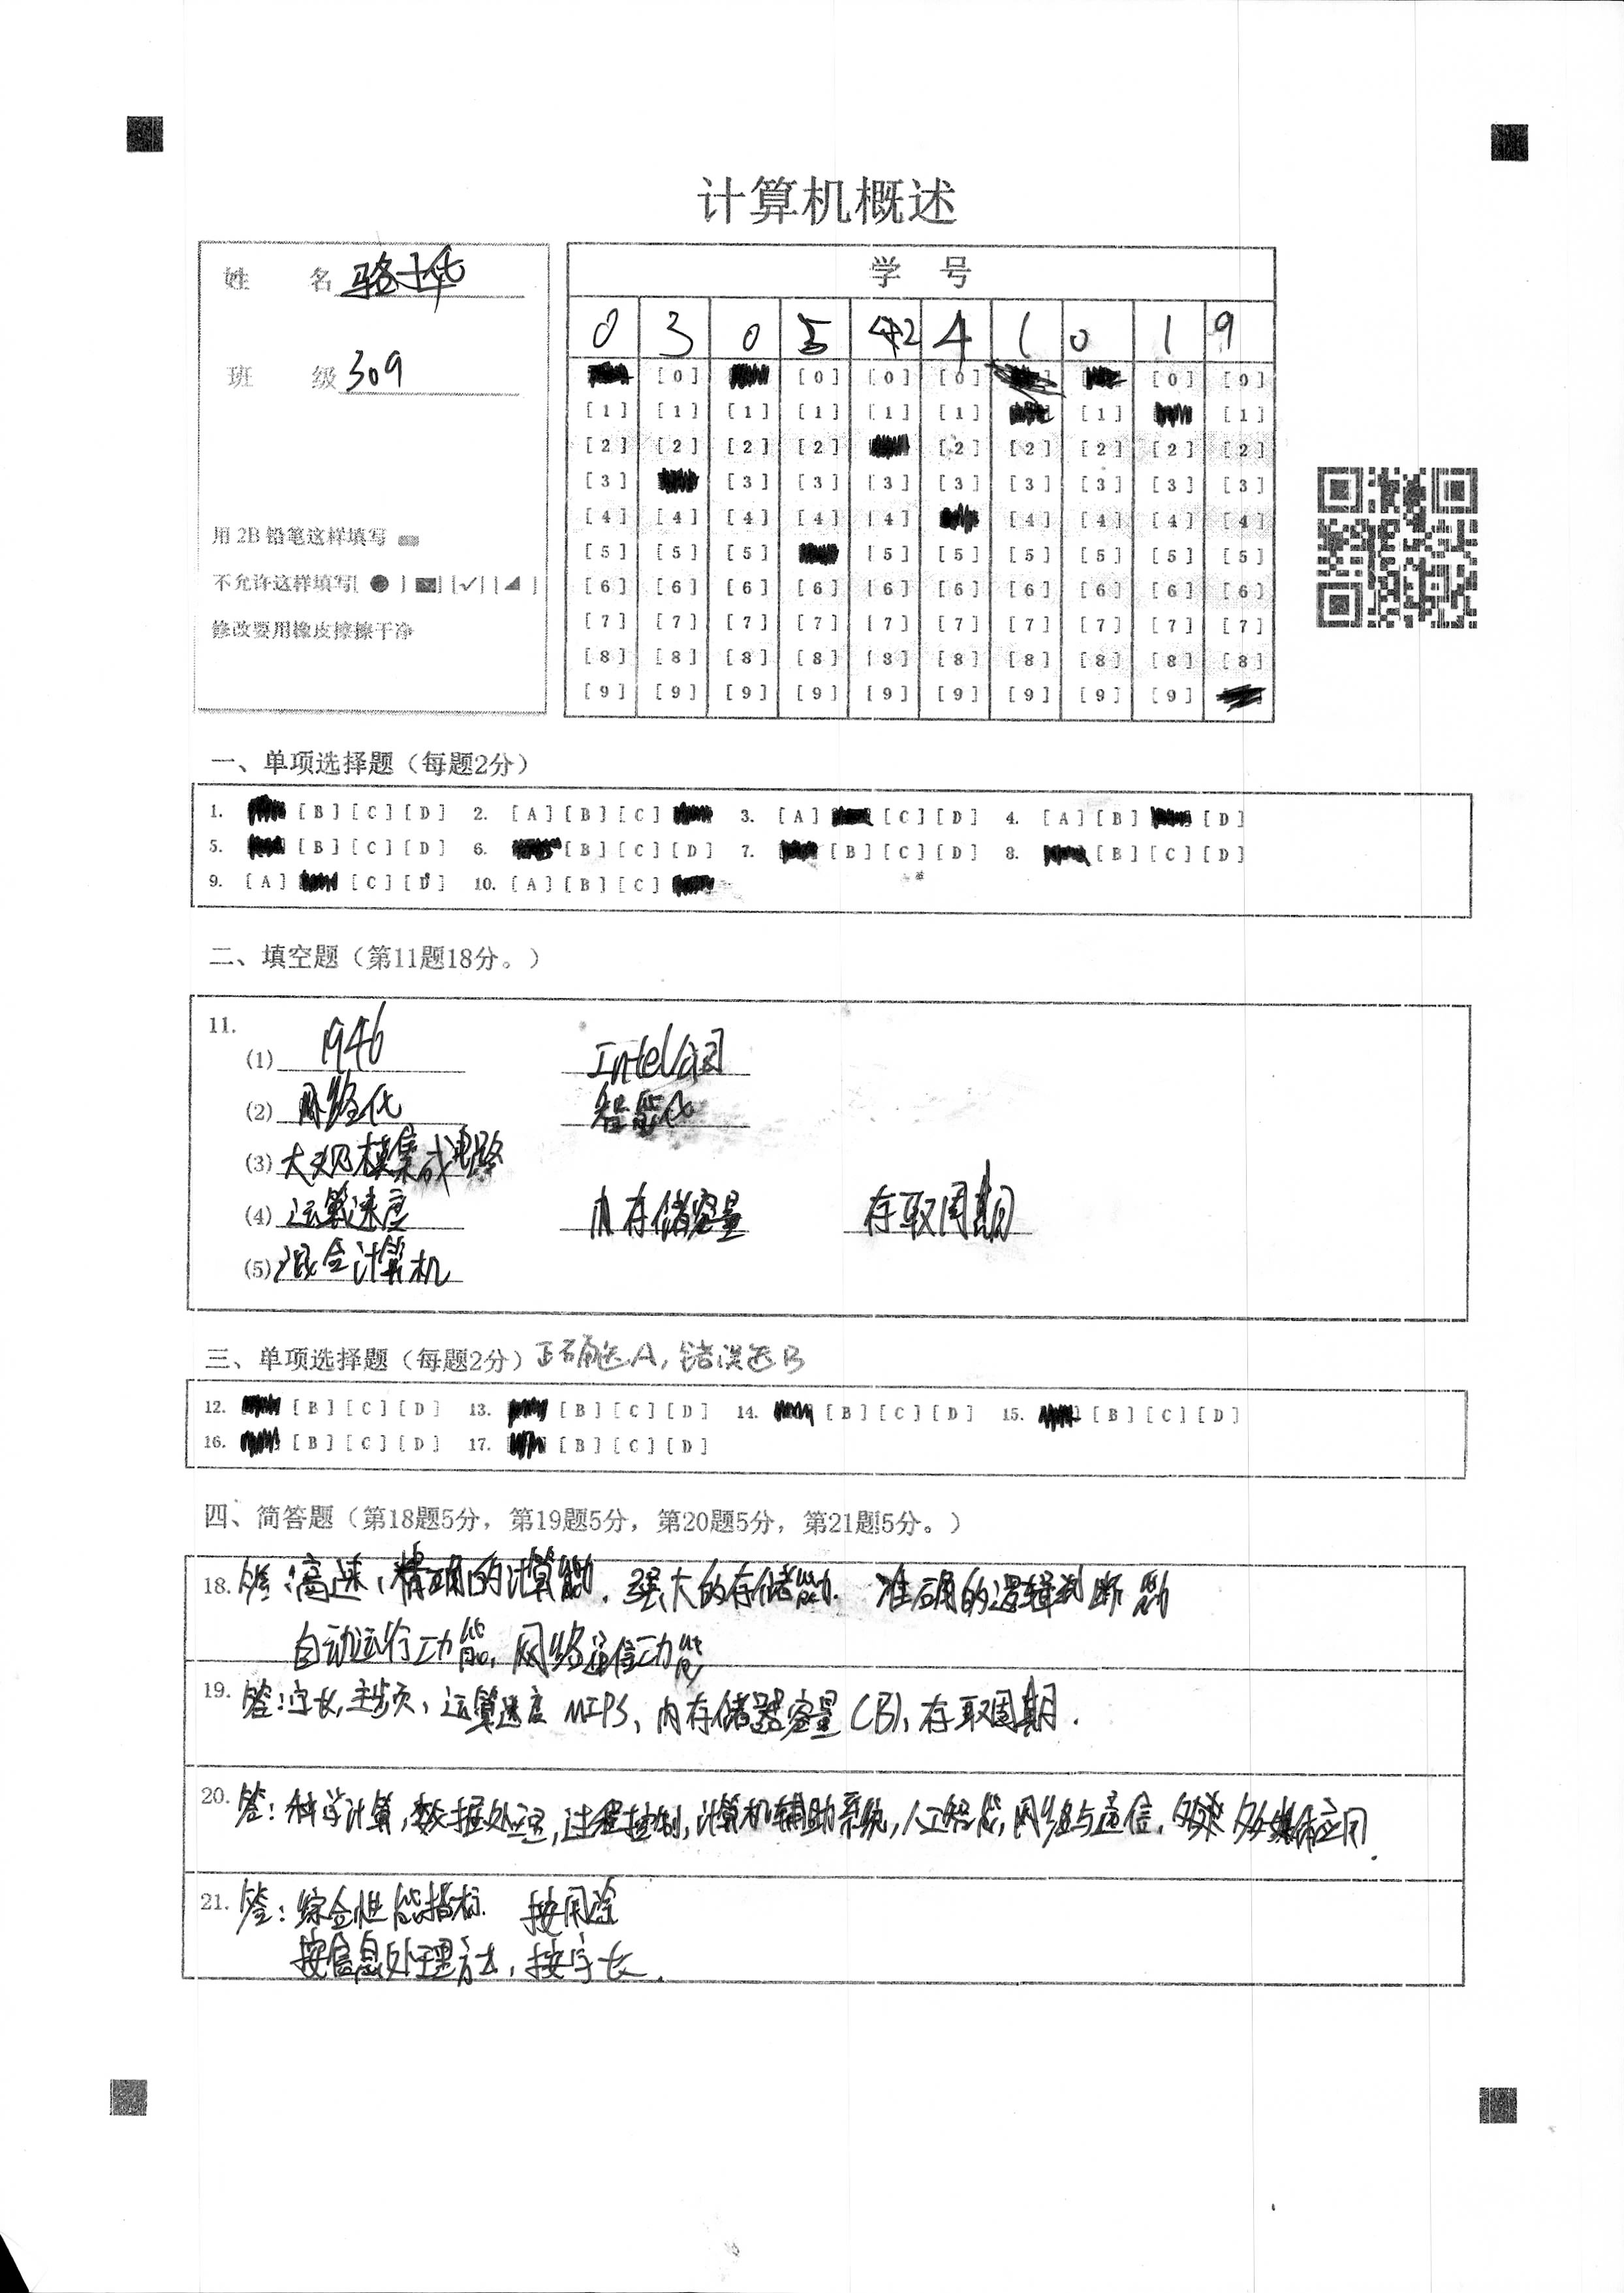 计算机概述
姓 名
班 级 309
用 2B 铅笔这样填写
不允许这样填写[ ● ] [ ] [✓] [◢ ]
修改要用橡皮擦擦干净
学 号
0 3 0 5 2 4 1 0 1 9
[0] [0] [0] [0] [0] [0]
[1] [1] [1] [1] [1] [1] [1] [1]
[2] [2] [2] [2] [2] [2] [2] [2] [2]
[3] [3] [3] [3] [3] [3] [3] [3] [3]
[4] [4] [4] [4] [4] [4] [4] [4] [4]
[5] [5] [5] [5] [5] [5] [5] [5] [5]
[6] [6] [6] [6] [6] [6] [6] [6] [6] [6]
[7] [7] [7] [7] [7] [7] [7] [7] [7] [7]
[8] [8] [8] [8] [8] [8] [8] [8] [8] [8]
[9] [9] [9] [9] [9] [9] [9] [9] [9]
一、单项选择题（每题2分）
1. [B] [C] [D] 2. [A] [B] [C] 3. [A] [C] [D] 4. [A] [B] [D]
5. [B] [C] [D] 6. [B] [C] [D] 7. [B] [C] [D] 8. [B] [C] [D]
9. [A] [C] [D] 10. [A] [B] [C]
二、填空题（第11题18分。）
11.
(1) 1946 Intel公司
(2) 网络化 智能化
(3) 大规模集成电路
(4) 运算速度 内存储容量 存取周期
(5) 混合计算机
三、单项选择题（每题2分）正确选A，错误选B
12. [B] [C] [D] 13. [B] [C] [D] 14. [B] [C] [D] 15. [B] [C] [D]
16. [B] [C] [D] 17. [B] [C] [D]
四、简答题（第18题5分，第19题5分，第20题5分，第21题5分。）
18. 答：高速、精确的计算能力．强大的存储能力．准确的逻辑判断能力
自动运行功能，网络通信功能
19. 答：字长，主频，运算速度 MIPS，内存储器容量（B），存取周期．
20. 答：科学计算，数据处理，过程控制，计算机辅助系统，人工智能，网络与通信，多媒体应用．
21. 答：综合性能指标．按用途
按信息处理方式，按字长．